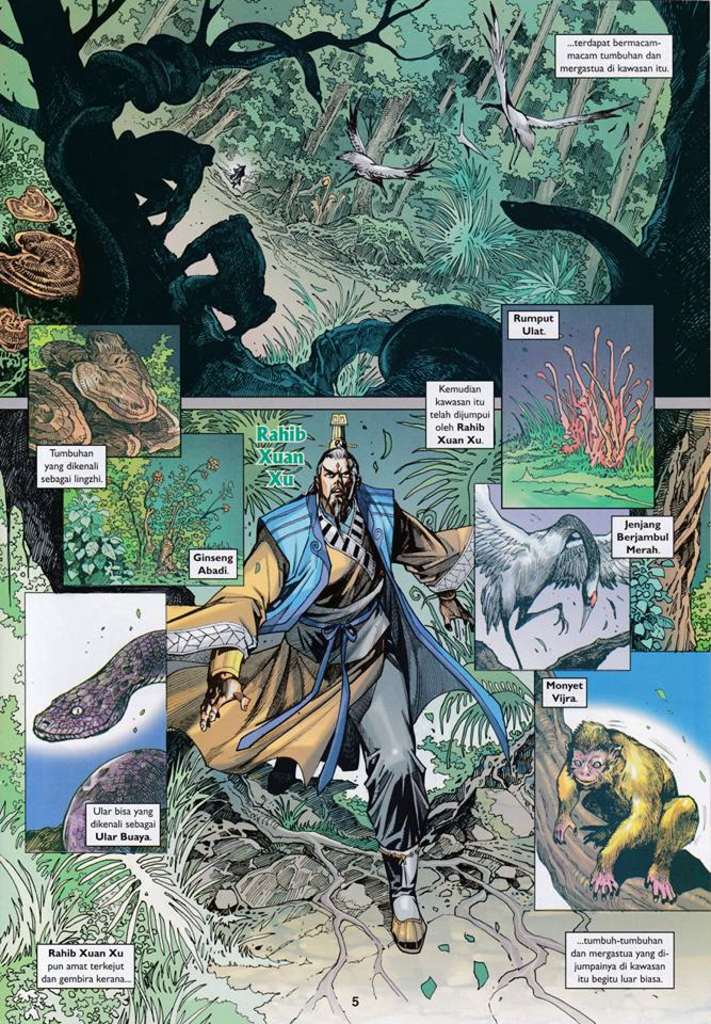 ...terdapat bermacam-
macam tumbuhan dan
mergastua di kawasan itu.
Rumput
Ulat.
Tumbuhan
yang dikenali
sebagai lingzhi.
Kemudian
kawasan itu
telah dijumpui
oleh Rahib
Xuan Xu.
Rahib
Xuan
Xu
Ginseng
Abadi.
Jenjang
Berjambul
Merah.
Monyet
Vijra.
Ular bisa yang
dikenali sebagai
Ular Buaya.
Rahib Xuan Xu
pun amat terkejut
dan gembira kerana...
...tumbuh-tumbuhan
dan mergastua yang di-
jumpainya di kawasan
itu begitu luar biasa.
5